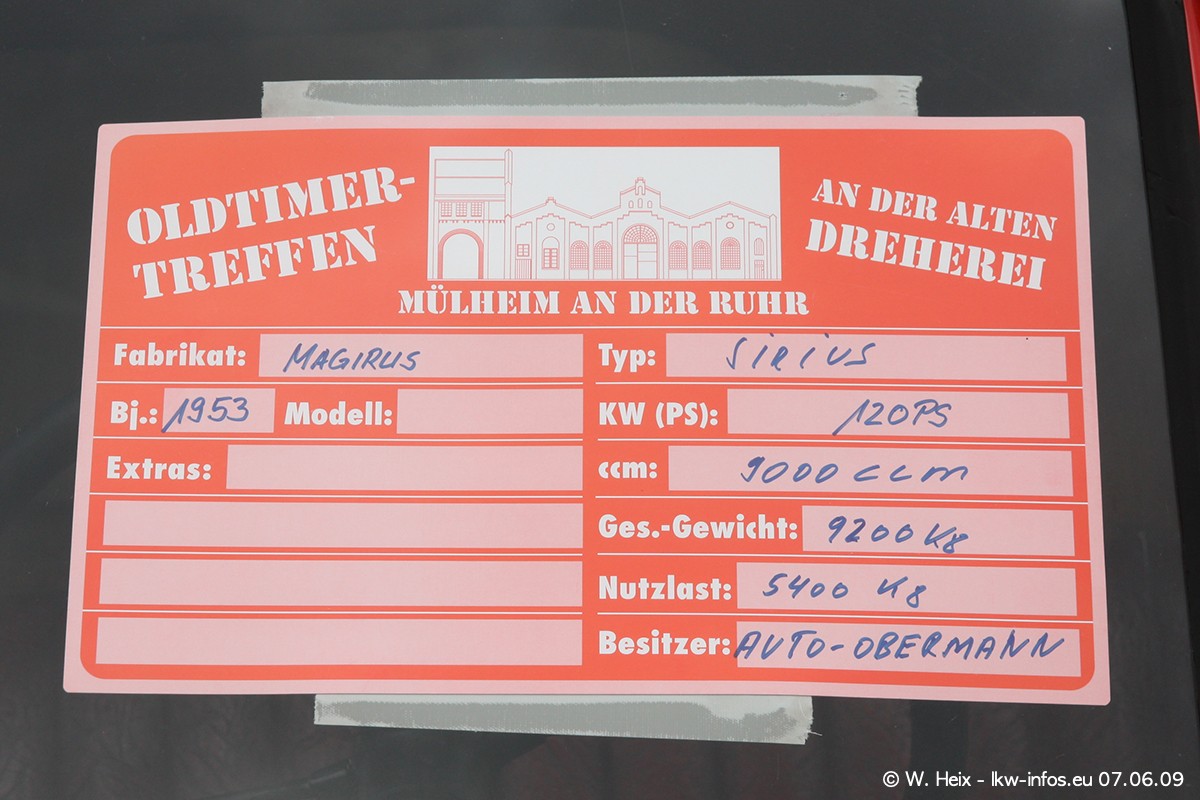 OLDTIMER-
TREFFEN
AN DER ALTEN
DREHEREI
MÜLHEIM AN DER RUHR
Fabrikat: MAGIRUS
Typ: SIRIUS
Bj.: 1953 Modell:
KW (PS): 120PS
Extras:
ccm: 9000 ccm
Ges.-Gewicht: 9200 Kg
Nutzlast: 5400 Kg
Besitzer: AUTO-OBERMANN
© W. Heix - lkw-infos.eu 07.06.09